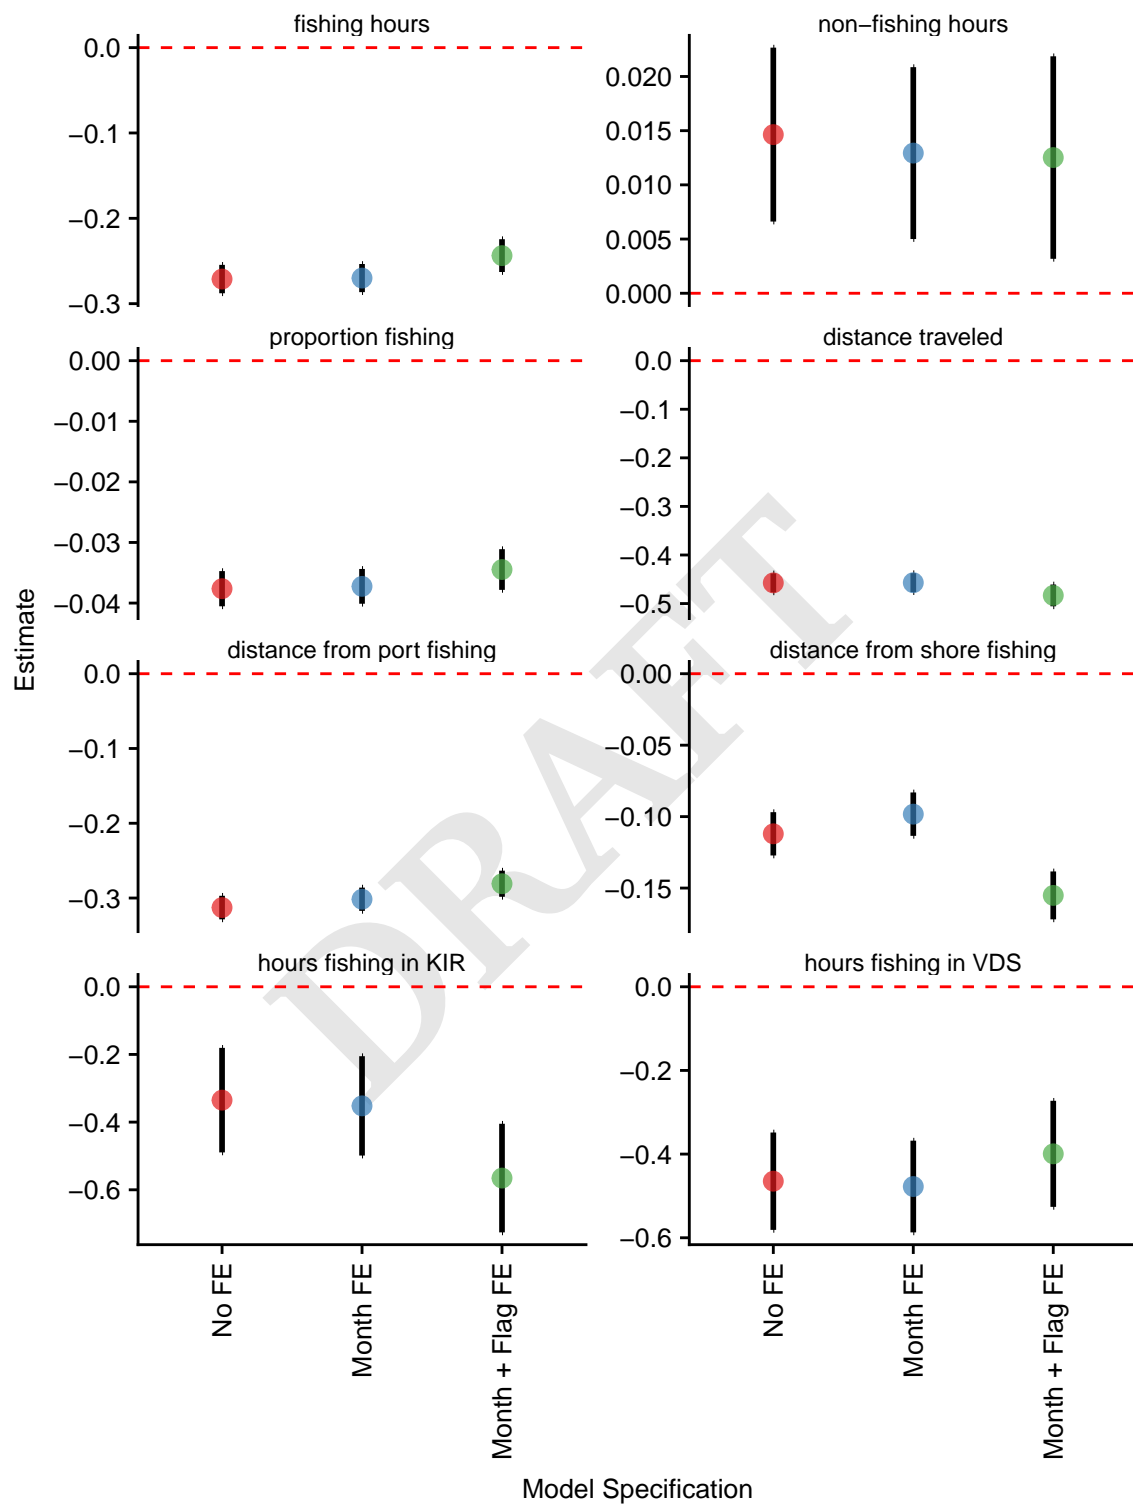 fishing hours
0.0
−0.1
−0.2
−0.3
non−fishing hours
0.020
0.015
0.010
0.005
0.000
proportion fishing
0.00
−0.01
−0.02
−0.03
−0.04
distance traveled
0.0
−0.1
−0.2
−0.3
−0.4
−0.5
distance from port fishing
0.0
−0.1
−0.2
−0.3
distance from shore fishing
0.00
−0.05
−0.10
−0.15
hours fishing in KIR
0.0
−0.2
−0.4
−0.6
hours fishing in VDS
0.0
−0.2
−0.4
−0.6
No FE
Month FE
Month + Flag FE
No FE
Month FE
Month + Flag FE
Estimate
Model Specification
DRAFT